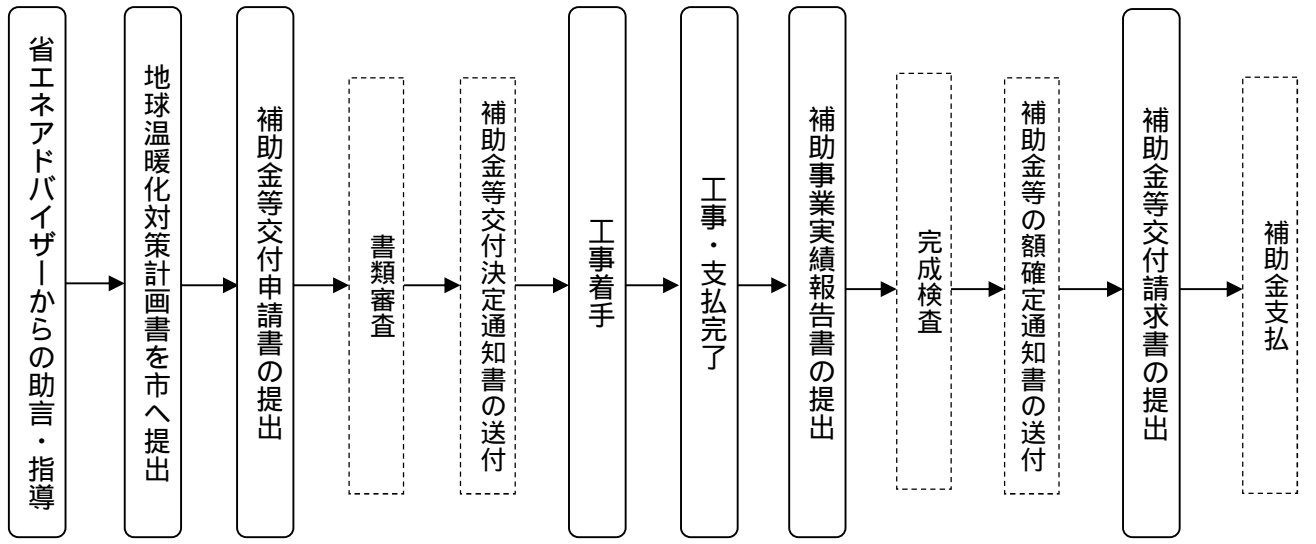 省エネアドバイザーからの助言・指導
地球温暖化対策計画書を市へ提出
補助金等交付申請書の提出
書類審査
補助金等交付決定通知書の送付
工事着手
工事・支払完了
補助事業実績報告書の提出
完成検査
補助金等の額確定通知書の送付
補助金等交付請求書の提出
補助金支払